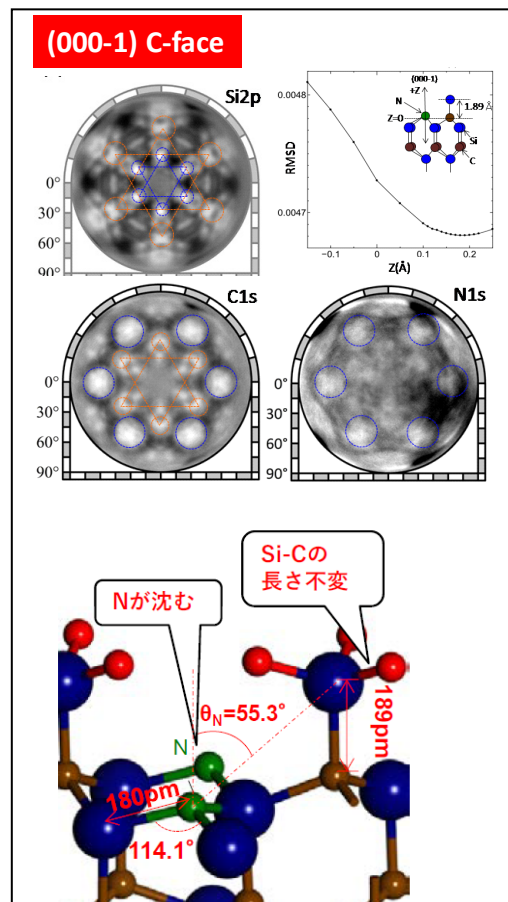 (000-1) C-face
Si2p
0°
30°
60°
90°
0.0048
0.0047
RMSD
-0.1
0
0.1
0.2
Z(Å)
{000-1}
+Z
N
Z=0
1.89 Å
Si
C
C1s
0°
30°
60°
90°
N1s
0°
30°
60°
90°
Si-Cの
長さ不変
Nが沈む
θN=55.3°
N
189pm
180pm
114.1°